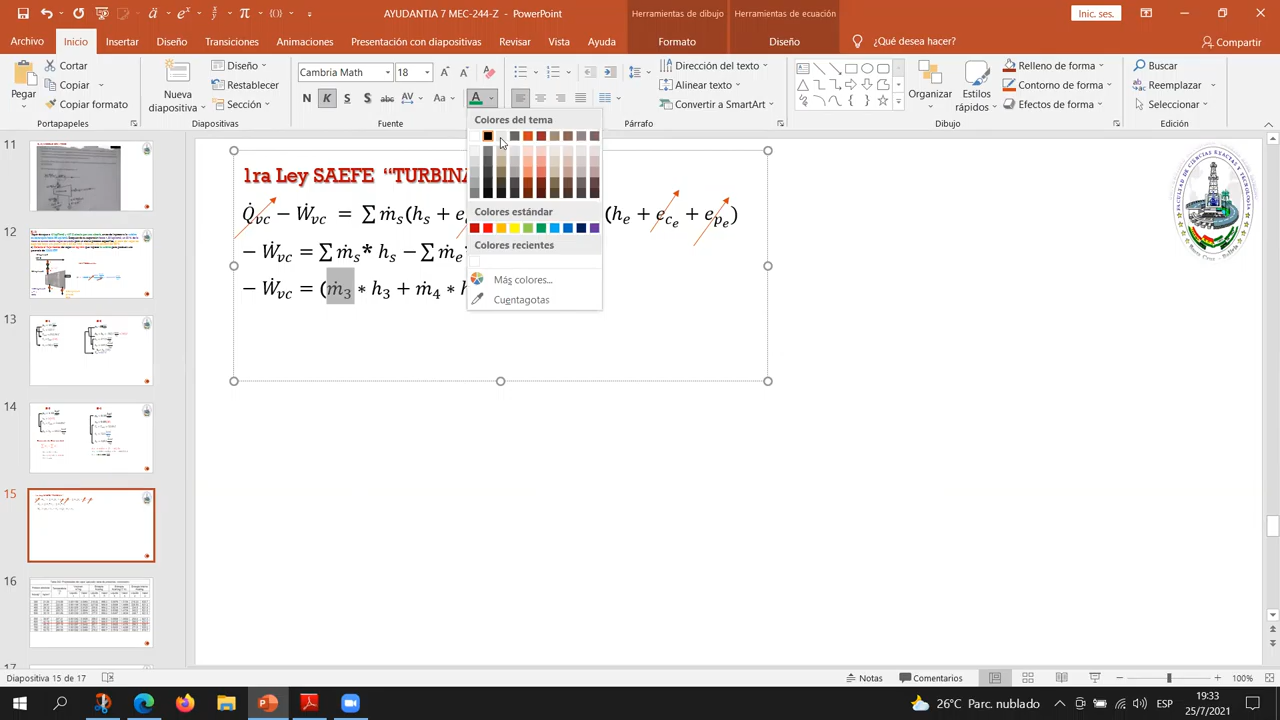 AYUDANTIA 7 MEC-244-Z - PowerPoint
Herramientas de dibujo
Herramientas de ecuación
Inic. ses.
Archivo
Inicio
Insertar
Diseño
Transiciones
Animaciones
Presentación con diapositivas
Revisar
Vista
Ayuda
Formato
Diseño
¿Qué desea hacer?
Compartir
Pegar
Cortar
Copiar
Copiar formato
Portapapeles
Nueva diapositiva
Diseño
Restablecer
Sección
Diapositivas
Cambria Math
18
N K S S abc AV Aa A
Fuente
Párrafo
Dirección del texto
Alinear texto
Convertir a SmartArt
Organizar
Estilos rápidos
Relleno de forma
Contorno de forma
Efectos de forma
Dibujo
Buscar
Reemplazar
Seleccionar
Edición
Colores del tema
Colores estándar
Colores recientes
Más colores...
Cuentagotas
11
12
13
14
15
16
17
1ra Ley SAEFE “TURBINA
Q̇vc − Ẇvc = ∑ ṁs(hs + e
(he + ece + epe)
− Ẇvc = ∑ ṁs* hs − ∑ ṁe*
− Ẇvc = (ṁ3 ∗ h3 + ṁ4 ∗ h
Diapositiva 15 de 17
Notas
Comentarios
100%
26°C Parc. nublado
ESP
19:33
25/7/2021